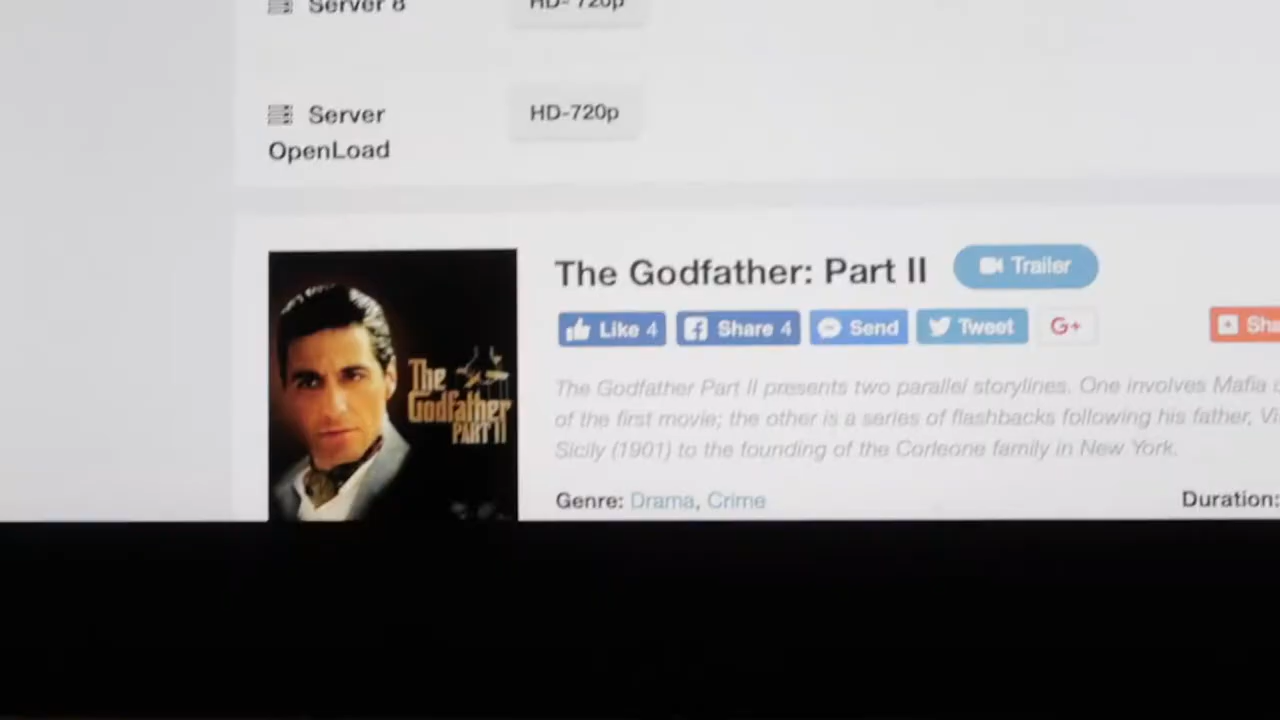 Server 8
HD- 720p
Server
HD-720p
OpenLoad
The Godfather: Part II
Trailer
Like 4
Share 4
Send
Tweet
G+
The
Godfather
PART II
The Godfather Part II presents two parallel storylines. One involves Mafia
of the first movie; the other is a series of flashbacks following his father,
Sicily (1901) to the founding of the Corleone family in New York.
Genre: Drama, Crime
Duration: